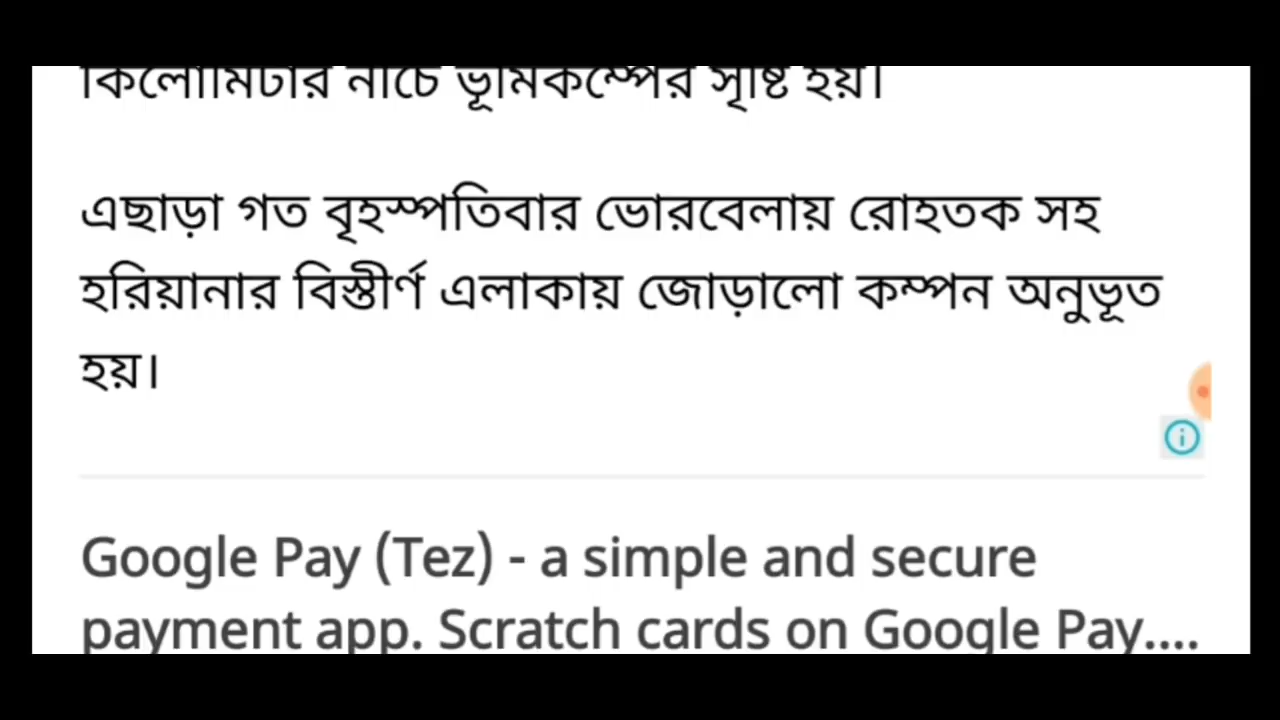 কিলোমিটার নীচে ভূমিকম্পের সৃষ্টি হয়।
এছাড়া গত বৃহস্পতিবার ভোরবেলায় রোহতক সহ
হরিয়ানার বিস্তীর্ণ এলাকায় জোড়ালো কম্পন অনুভূত
হয়।
Google Pay (Tez) - a simple and secure
payment app. Scratch cards on Google Pay....